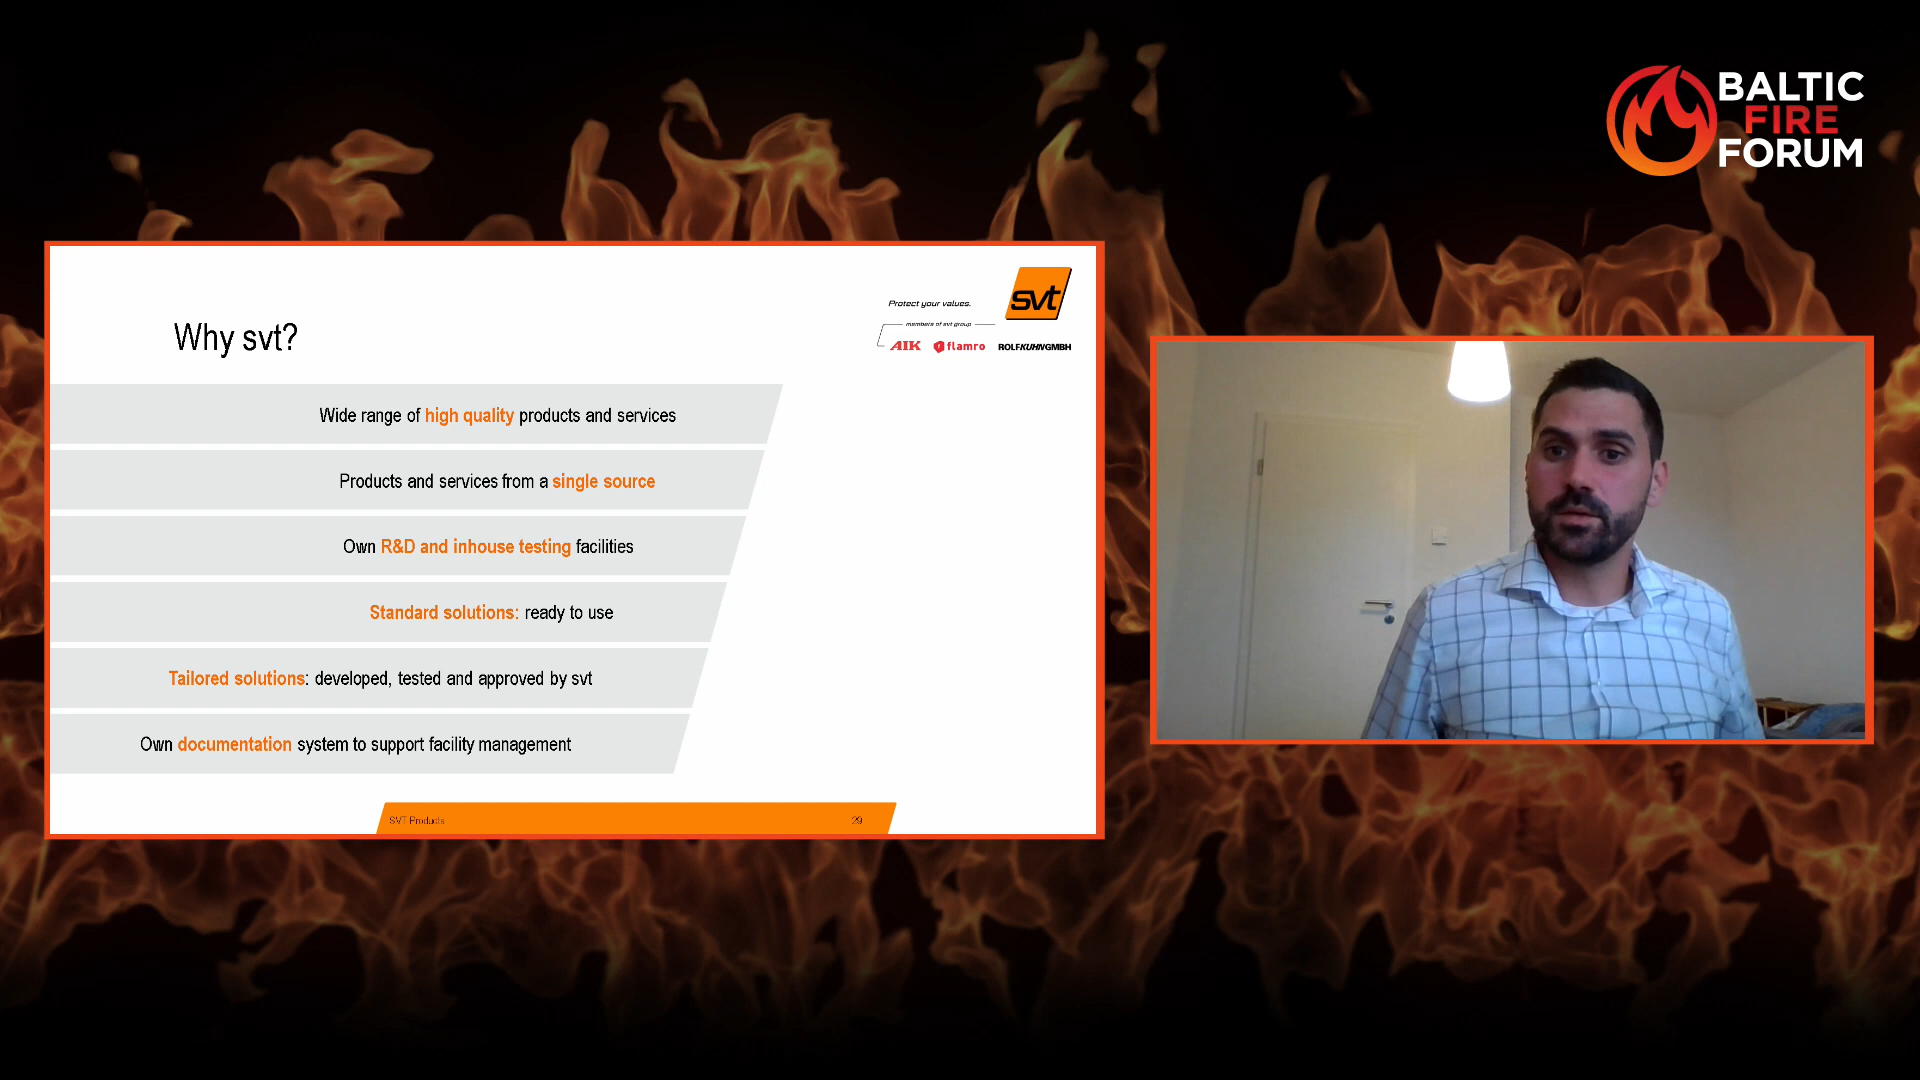 BALTIC
FIRE
FORUM
svt
Protect your values.
members of svt group
AIK flamro ROLFKUHNGMBH
Why svt?
Wide range of high quality products and services
Products and services from a single source
Own R&D and inhouse testing facilities
Standard solutions: ready to use
Tailored solutions: developed, tested and approved by svt
Own documentation system to support facility management
SVT Products 29